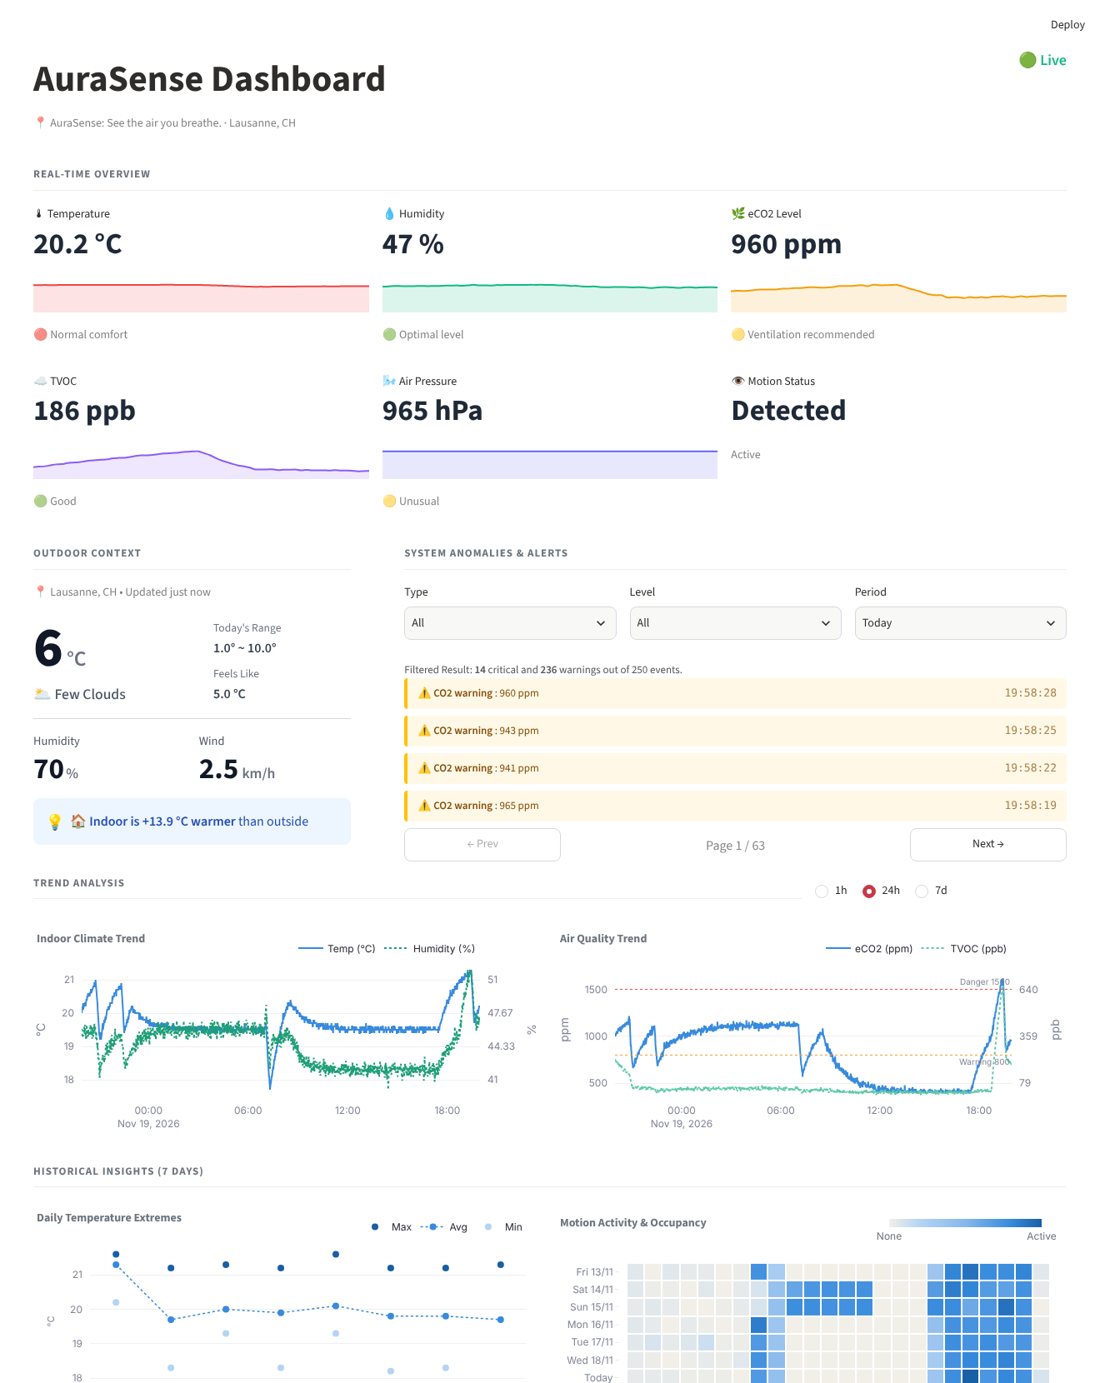 Deploy
🟢 Live
AuraSense Dashboard
📍 AuraSense: See the air you breathe. · Lausanne, CH
REAL-TIME OVERVIEW
🌡 Temperature
20.2 °C
🔴 Normal comfort
💧 Humidity
47 %
🟢 Optimal level
🌿 eCO2 Level
960 ppm
🟡 Ventilation recommended
☁️ TVOC
186 ppb
🟢 Good
🌬️ Air Pressure
965 hPa
🟡 Unusual
👁️ Motion Status
Detected
Active
OUTDOOR CONTEXT
📍 Lausanne, CH • Updated just now
6 °C
🌤️ Few Clouds
Today's Range
1.0° ~ 10.0°
Feels Like
5.0 °C
Humidity
70 %
Wind
2.5 km/h
💡 🏠 Indoor is +13.9 °C warmer than outside
SYSTEM ANOMALIES & ALERTS
Type
All
Level
All
Period
Today
Filtered Result: 14 critical and 236 warnings out of 250 events.
⚠️ CO2 warning : 960 ppm 19:58:28
⚠️ CO2 warning : 943 ppm 19:58:25
⚠️ CO2 warning : 941 ppm 19:58:22
⚠️ CO2 warning : 965 ppm 19:58:19
← Prev Page 1 / 63 Next →
TREND ANALYSIS
1h 24h 7d
Indoor Climate Trend
Temp (°C) Humidity (%)
21
20
19
18
°C
51
47.67
44.33
41
%
00:00 06:00 12:00 18:00
Nov 19, 2026
Air Quality Trend
eCO2 (ppm) TVOC (ppb)
Danger 1500
Warning 800
1500
1000
500
ppm
640
359
79
ppb
00:00 06:00 12:00 18:00
Nov 19, 2026
HISTORICAL INSIGHTS (7 DAYS)
Daily Temperature Extremes
Max Avg Min
21
20
19
18
°C
Motion Activity & Occupancy
None Active
Fri 13/11
Sat 14/11
Sun 15/11
Mon 16/11
Tue 17/11
Wed 18/11
Today